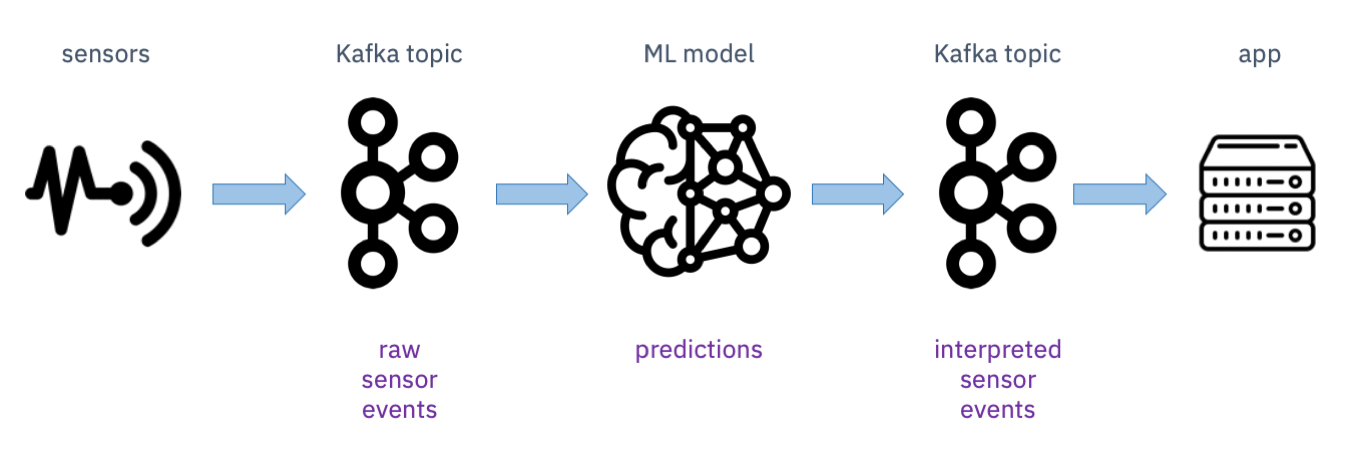 sensors
Kafka topic
ML model
Kafka topic
app
raw
sensor
events
predictions
interpreted
sensor
events